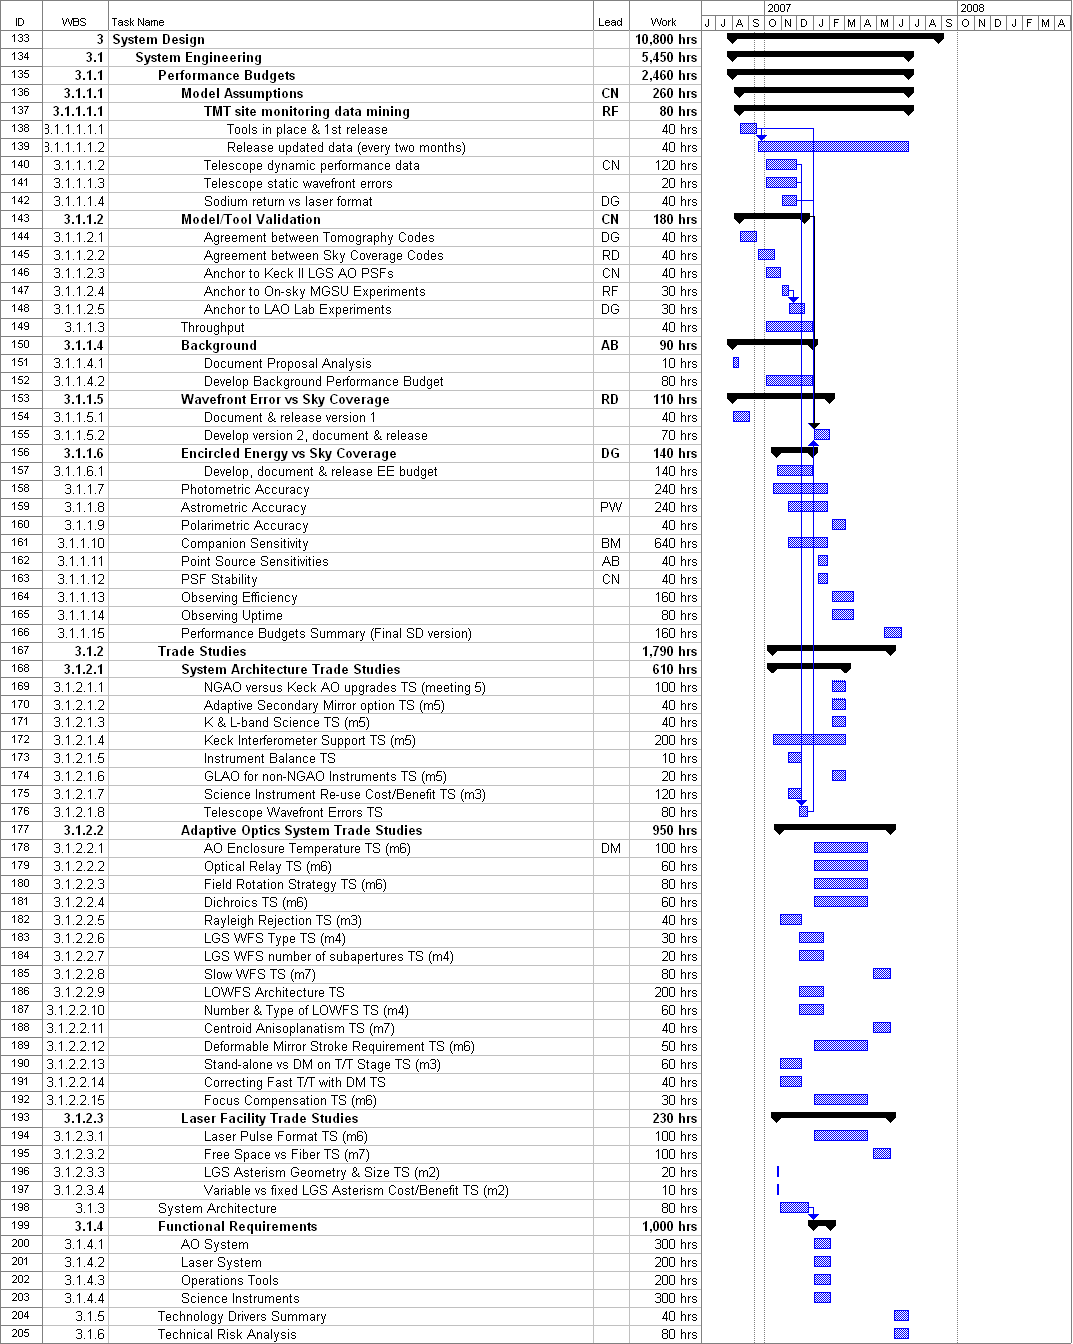 2007 2008
ID WBS Task Name Lead Work J J A S O N D J F M A M J J A S O N D J F M A
133 3 System Design 10,800 hrs
134 3.1 System Engineering 5,450 hrs
135 3.1.1 Performance Budgets 2,460 hrs
136 3.1.1.1 Model Assumptions CN 260 hrs
137 3.1.1.1.1 TMT site monitoring data mining RF 80 hrs
138 3.1.1.1.1.1 Tools in place & 1st release 40 hrs
139 3.1.1.1.1.2 Release updated data (every two months) 40 hrs
140 3.1.1.1.2 Telescope dynamic performance data CN 120 hrs
141 3.1.1.1.3 Telescope static wavefront errors 20 hrs
142 3.1.1.1.4 Sodium return vs laser format DG 40 hrs
143 3.1.1.2 Model/Tool Validation CN 180 hrs
144 3.1.1.2.1 Agreement between Tomography Codes DG 40 hrs
145 3.1.1.2.2 Agreement between Sky Coverage Codes RD 40 hrs
146 3.1.1.2.3 Anchor to Keck II LGS AO PSFs CN 40 hrs
147 3.1.1.2.4 Anchor to On-sky MGSU Experiments RF 30 hrs
148 3.1.1.2.5 Anchor to LAO Lab Experiments DG 30 hrs
149 3.1.1.3 Throughput 40 hrs
150 3.1.1.4 Background AB 90 hrs
151 3.1.1.4.1 Document Proposal Analysis 10 hrs
152 3.1.1.4.2 Develop Background Performance Budget 80 hrs
153 3.1.1.5 Wavefront Error vs Sky Coverage RD 110 hrs
154 3.1.1.5.1 Document & release version 1 40 hrs
155 3.1.1.5.2 Develop version 2, document & release 70 hrs
156 3.1.1.6 Encircled Energy vs Sky Coverage DG 140 hrs
157 3.1.1.6.1 Develop, document & release EE budget 140 hrs
158 3.1.1.7 Photometric Accuracy 240 hrs
159 3.1.1.8 Astrometric Accuracy PW 240 hrs
160 3.1.1.9 Polarimetric Accuracy 40 hrs
161 3.1.1.10 Companion Sensitivity BM 640 hrs
162 3.1.1.11 Point Source Sensitivities AB 40 hrs
163 3.1.1.12 PSF Stability CN 40 hrs
164 3.1.1.13 Observing Efficiency 160 hrs
165 3.1.1.14 Observing Uptime 80 hrs
166 3.1.1.15 Performance Budgets Summary (Final SD version) 160 hrs
167 3.1.2 Trade Studies 1,790 hrs
168 3.1.2.1 System Architecture Trade Studies 610 hrs
169 3.1.2.1.1 NGAO versus Keck AO upgrades TS (meeting 5) 100 hrs
170 3.1.2.1.2 Adaptive Secondary Mirror option TS (m5) 40 hrs
171 3.1.2.1.3 K & L-band Science TS (m5) 40 hrs
172 3.1.2.1.4 Keck Interferometer Support TS (m5) 200 hrs
173 3.1.2.1.5 Instrument Balance TS 10 hrs
174 3.1.2.1.6 GLAO for non-NGAO Instruments TS (m5) 20 hrs
175 3.1.2.1.7 Science Instrument Re-use Cost/Benefit TS (m3) 120 hrs
176 3.1.2.1.8 Telescope Wavefront Errors TS 80 hrs
177 3.1.2.2 Adaptive Optics System Trade Studies 950 hrs
178 3.1.2.2.1 AO Enclosure Temperature TS (m6) DM 100 hrs
179 3.1.2.2.2 Optical Relay TS (m6) 60 hrs
180 3.1.2.2.3 Field Rotation Strategy TS (m6) 80 hrs
181 3.1.2.2.4 Dichroics TS (m6) 60 hrs
182 3.1.2.2.5 Rayleigh Rejection TS (m3) 40 hrs
183 3.1.2.2.6 LGS WFS Type TS (m4) 30 hrs
184 3.1.2.2.7 LGS WFS number of subapertures TS (m4) 20 hrs
185 3.1.2.2.8 Slow WFS TS (m7) 80 hrs
186 3.1.2.2.9 LOWFS Architecture TS 200 hrs
187 3.1.2.2.10 Number & Type of LOWFS TS (m4) 60 hrs
188 3.1.2.2.11 Centroid Anisoplanatism TS (m7) 40 hrs
189 3.1.2.2.12 Deformable Mirror Stroke Requirement TS (m6) 50 hrs
190 3.1.2.2.13 Stand-alone vs DM on T/T Stage TS (m3) 60 hrs
191 3.1.2.2.14 Correcting Fast T/T with DM TS 40 hrs
192 3.1.2.2.15 Focus Compensation TS (m6) 30 hrs
193 3.1.2.3 Laser Facility Trade Studies 230 hrs
194 3.1.2.3.1 Laser Pulse Format TS (m6) 100 hrs
195 3.1.2.3.2 Free Space vs Fiber TS (m7) 100 hrs
196 3.1.2.3.3 LGS Asterism Geometry & Size TS (m2) 20 hrs
197 3.1.2.3.4 Variable vs fixed LGS Asterism Cost/Benefit TS (m2) 10 hrs
198 3.1.3 System Architecture 80 hrs
199 3.1.4 Functional Requirements 1,000 hrs
200 3.1.4.1 AO System 300 hrs
201 3.1.4.2 Laser System 200 hrs
202 3.1.4.3 Operations Tools 200 hrs
203 3.1.4.4 Science Instruments 300 hrs
204 3.1.5 Technology Drivers Summary 40 hrs
205 3.1.6 Technical Risk Analysis 80 hrs